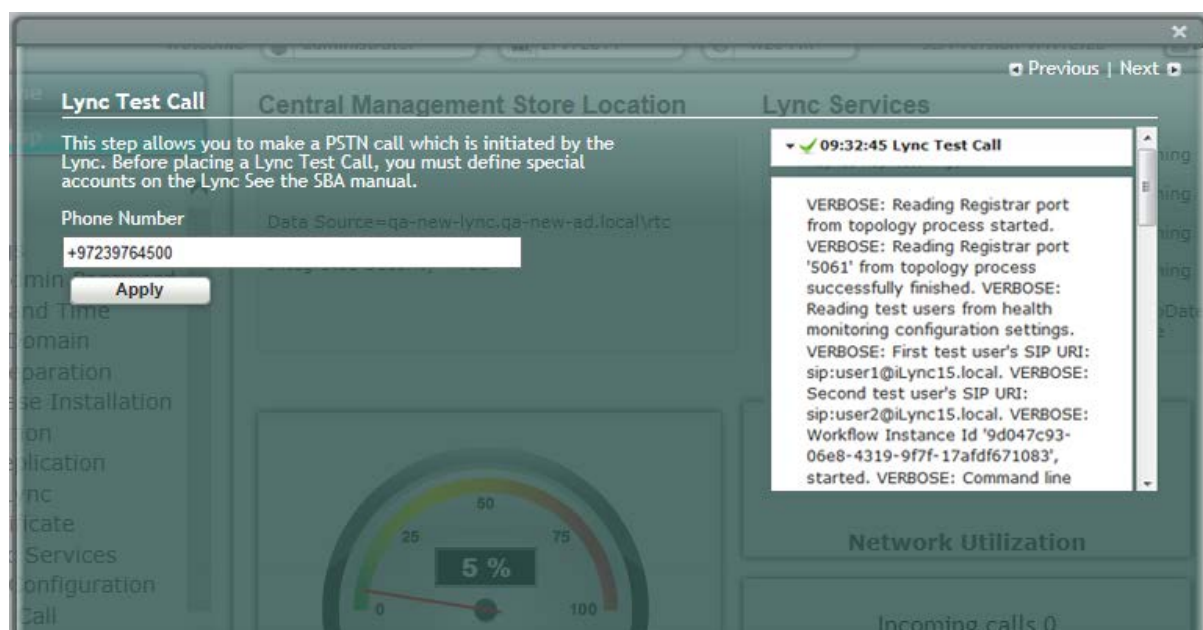 Previous | Next
Lync Test Call
Central Management Store Location
Lync Services
This step allows you to make a PSTN call which is initiated by the
Lync. Before placing a Lync Test Call, you must define special
accounts on the Lync See the SBA manual.
Phone Number
Data Source=qa-new-lync.qa-new-ad.local\rtc
+97239764500
Apply
09:32:45 Lync Test Call
VERBOSE: Reading Registrar port
from topology process started.
VERBOSE: Reading Registrar port
'5061' from topology process
successfully finished. VERBOSE:
Reading test users from health
monitoring configuration settings.
VERBOSE: First test user's SIP URI:
sip:user1@iLync15.local. VERBOSE:
Second test user's SIP URI:
sip:user2@iLync15.local. VERBOSE:
Workflow Instance Id '9d047c93-
06e8-4319-9f7f-17afdf671083',
started. VERBOSE: Command line
and Time
Installation
Services
Configuration
Call
0
25
50
75
100
5 %
Network Utilization
Incoming calls 0